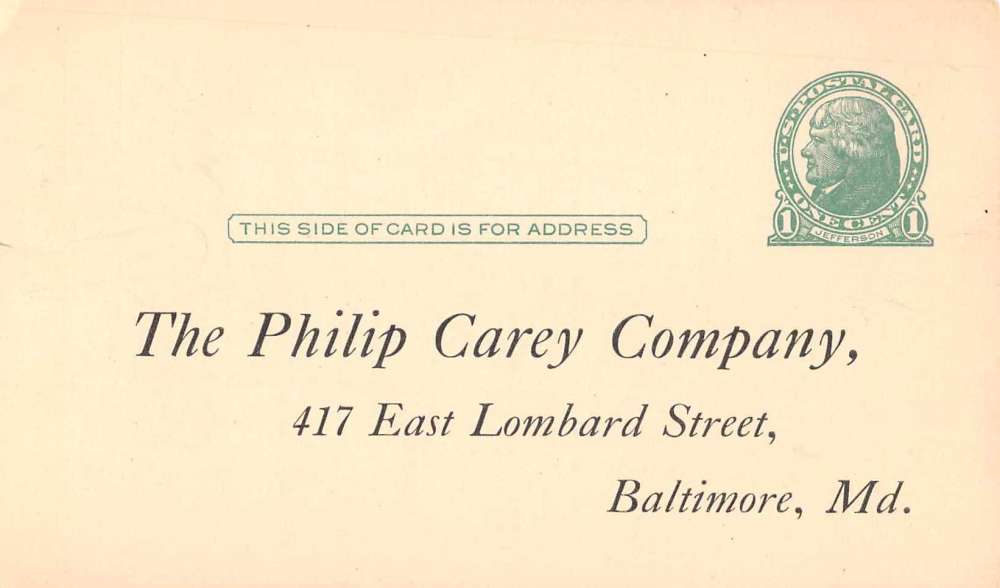 U.S. POSTAL CARD
ONE CENT
1 JEFFERSON 1
THIS SIDE OF CARD IS FOR ADDRESS
The Philip Carey Company,
417 East Lombard Street,
Baltimore, Md.